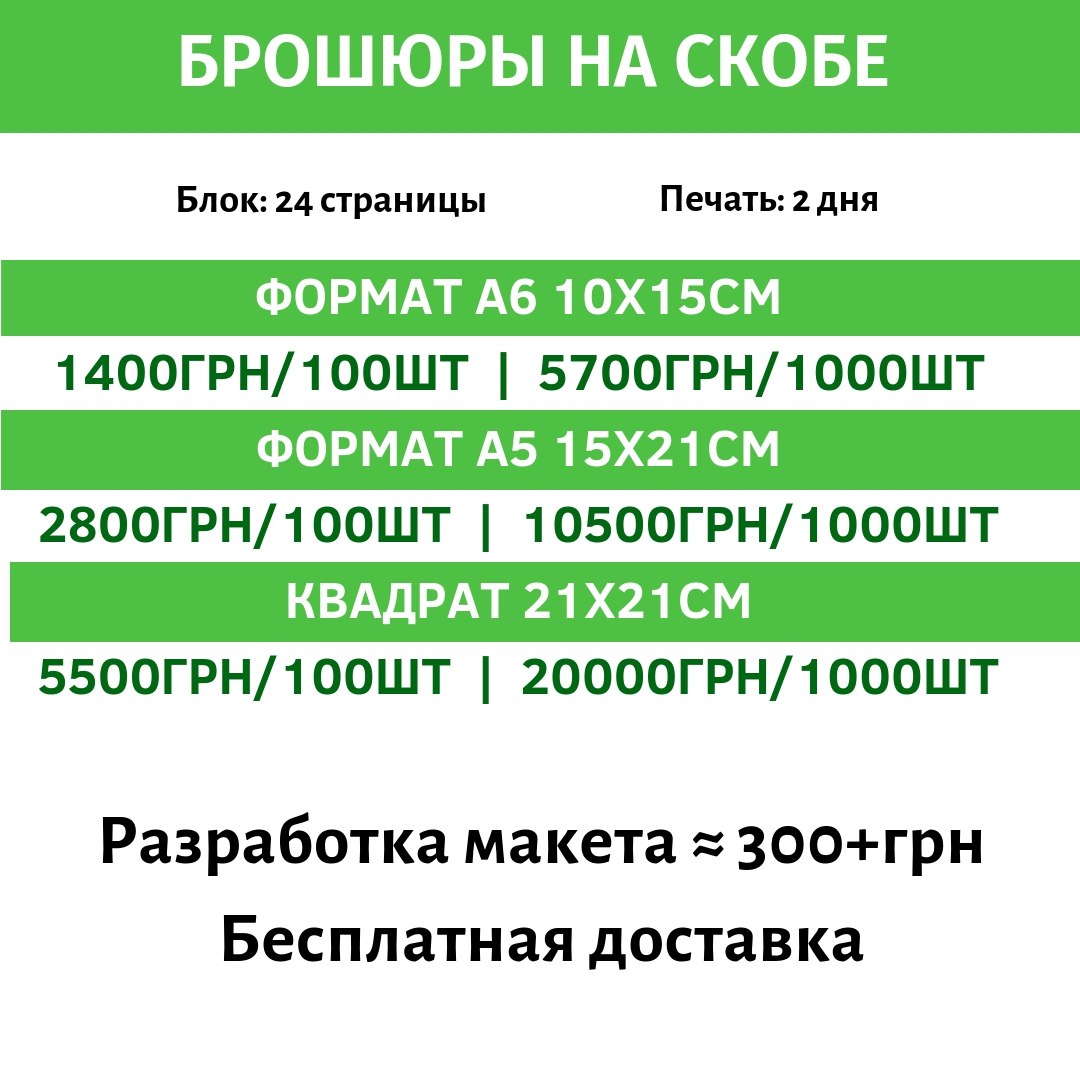 БРОШЮРЫ НА СКОБЕ
Блок: 24 страницы
Печать: 2 дня
ФОРМАТ А6 10Х15СМ
1400ГРН/100ШТ | 5700ГРН/1000ШТ
ФОРМАТ А5 15Х21СМ
2800ГРН/100ШТ | 10500ГРН/1000ШТ
КВАДРАТ 21Х21СМ
5500ГРН/100ШТ | 20000ГРН/1000ШТ
Разработка макета ≈ 300+грн
Бесплатная доставка